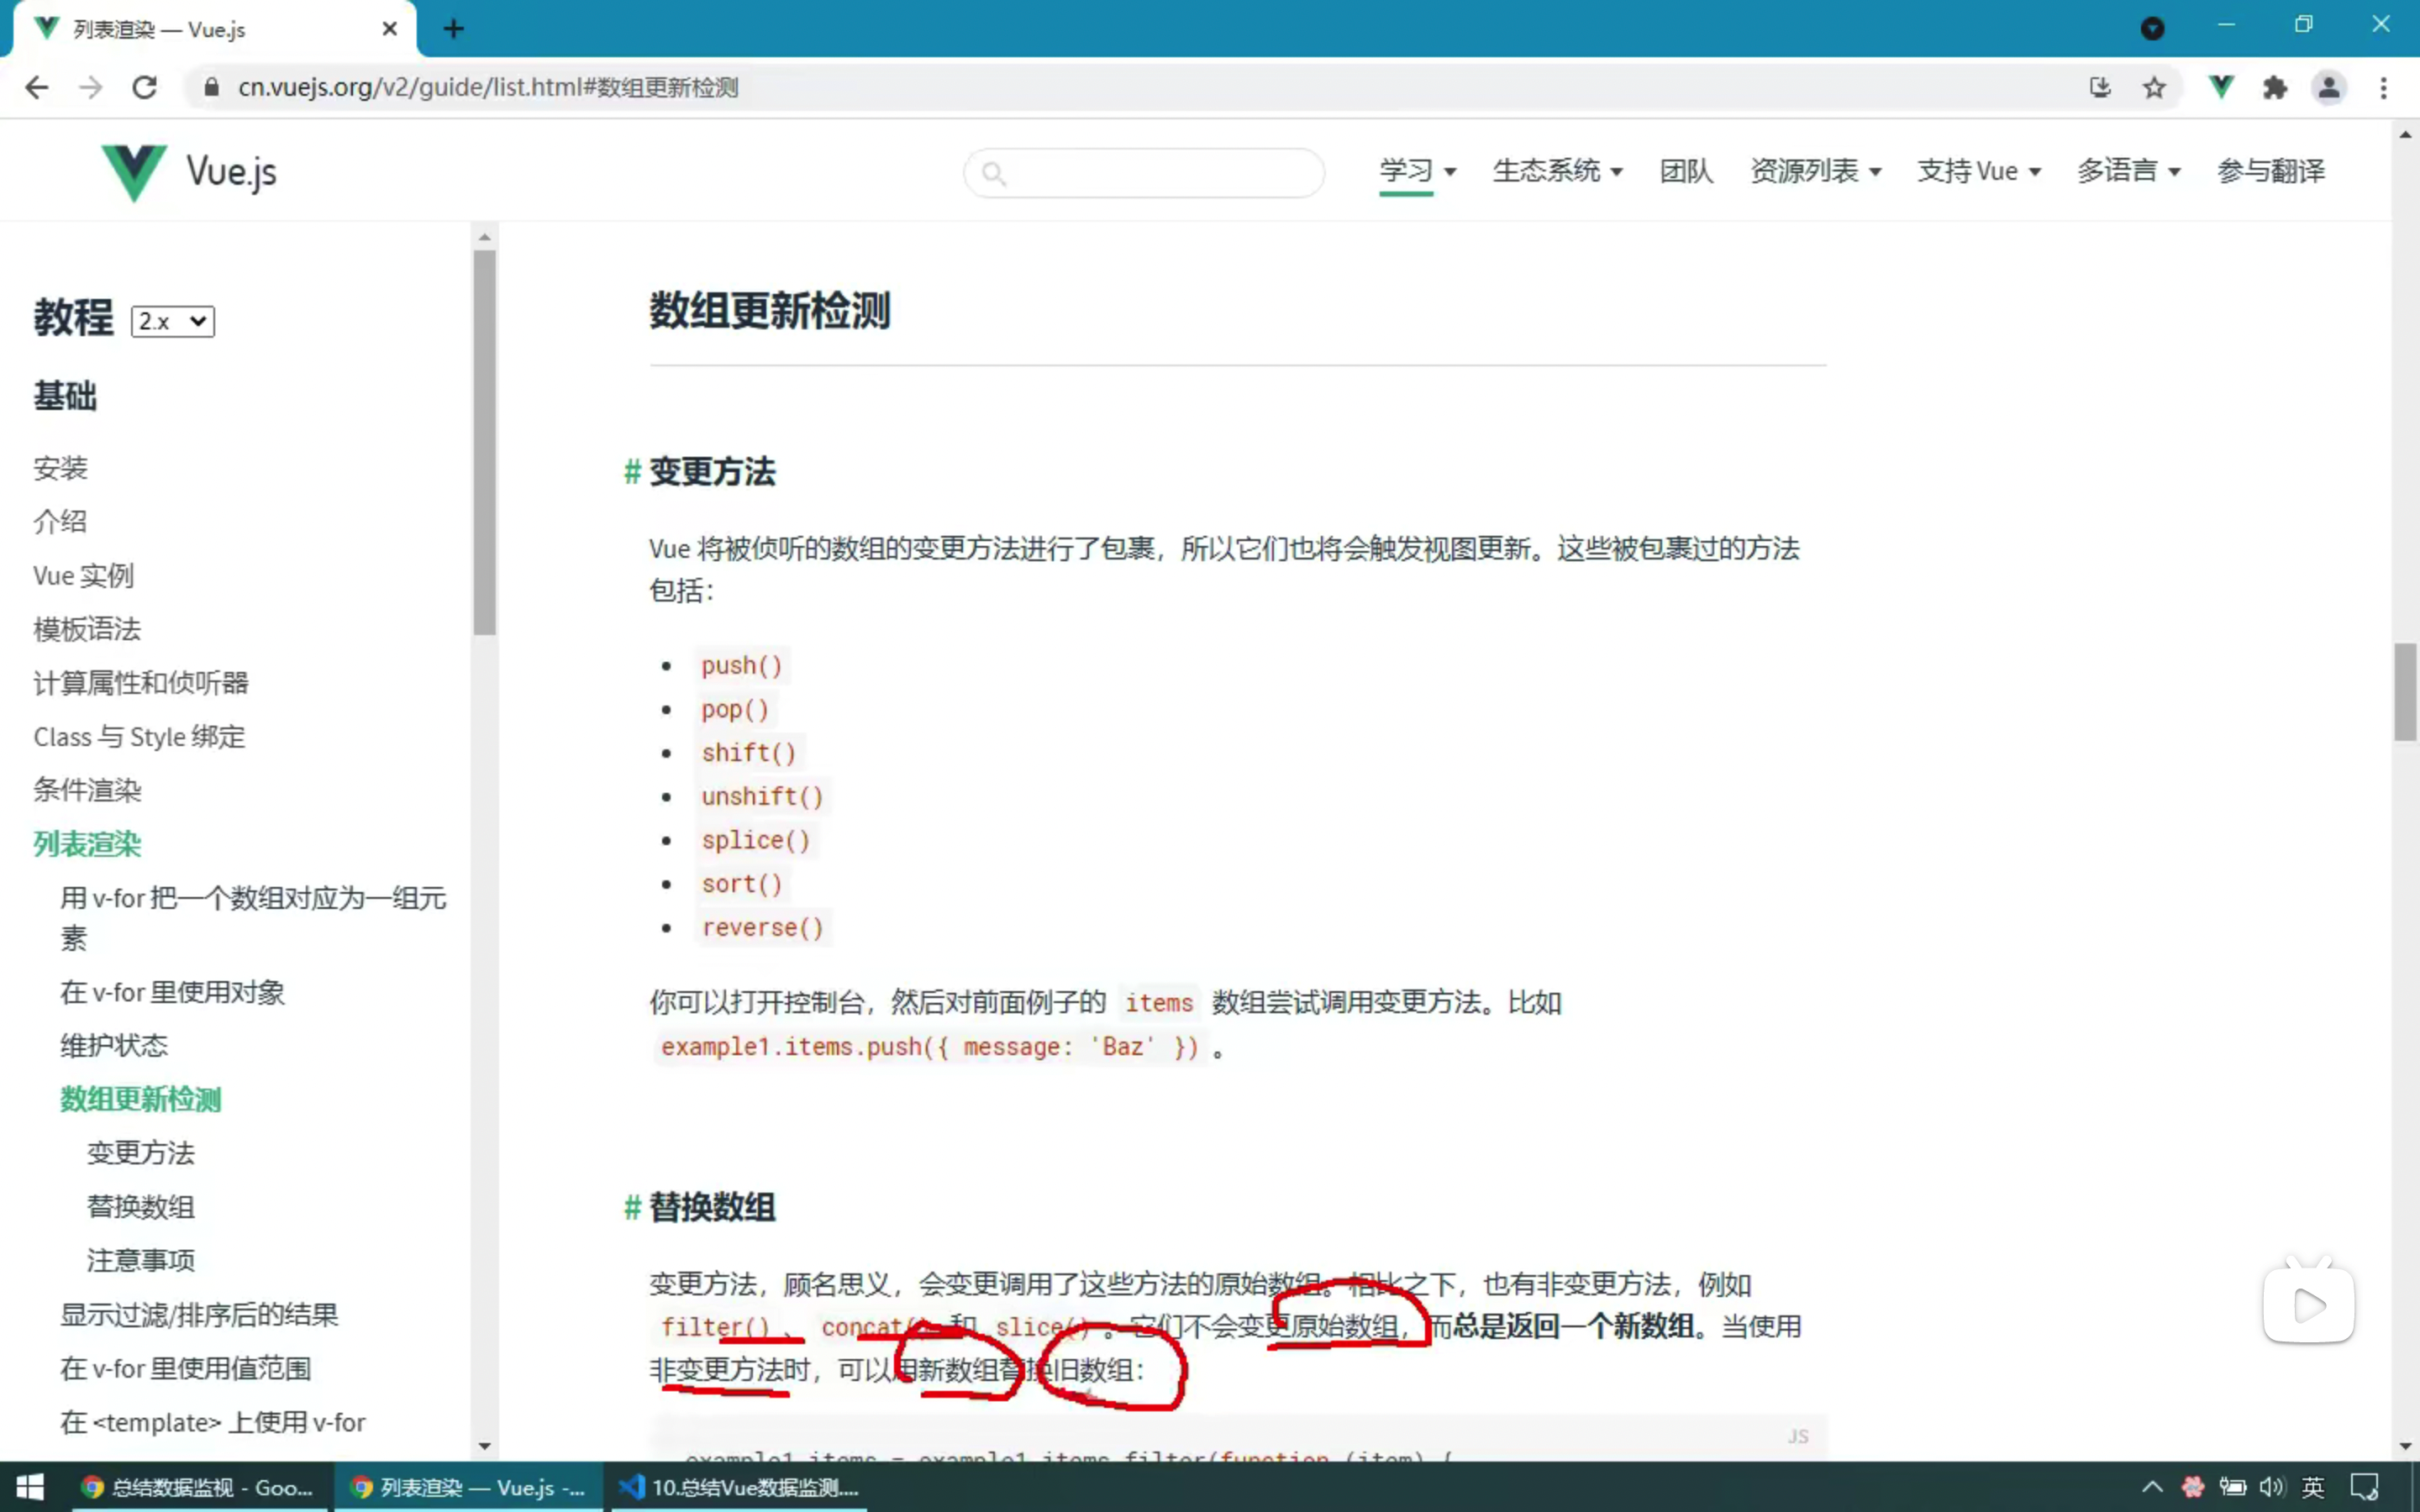 列表渲染 — Vue.js
cn.vuejs.org/v2/guide/list.html#数组更新检测
Vue.js
学习 生态系统 团队 资源列表 支持 Vue 多语言 参与翻译
教程 2.x
基础
安装
介绍
Vue 实例
模板语法
计算属性和侦听器
Class 与 Style 绑定
条件渲染
列表渲染
用 v-for 把一个数组对应为一组元
素
在 v-for 里使用对象
维护状态
数组更新检测
变更方法
替换数组
注意事项
显示过滤/排序后的结果
在 v-for 里使用值范围
在 <template> 上使用 v-for
数组更新检测
# 变更方法
Vue 将被侦听的数组的变更方法进行了包裹，所以它们也将会触发视图更新。这些被包裹过的方法
包括：
push()
pop()
shift()
unshift()
splice()
sort()
reverse()
你可以打开控制台，然后对前面例子的 items 数组尝试调用变更方法。比如
example1.items.push({ message: 'Baz' }) 。
# 替换数组
变更方法，顾名思义，会变更调用了这些方法的原始数组。相比之下，也有非变更方法，例如
filter()、concat() 和 slice()。它们不会变更原始数组，而总是返回一个新数组。当使用
非变更方法时，可以用新数组替换旧数组：
JS
example1.items = example1.items.filter(function (item) {
总结数据监视 - Goo...
列表渲染 — Vue.js -...
10.总结Vue数据监测....
英